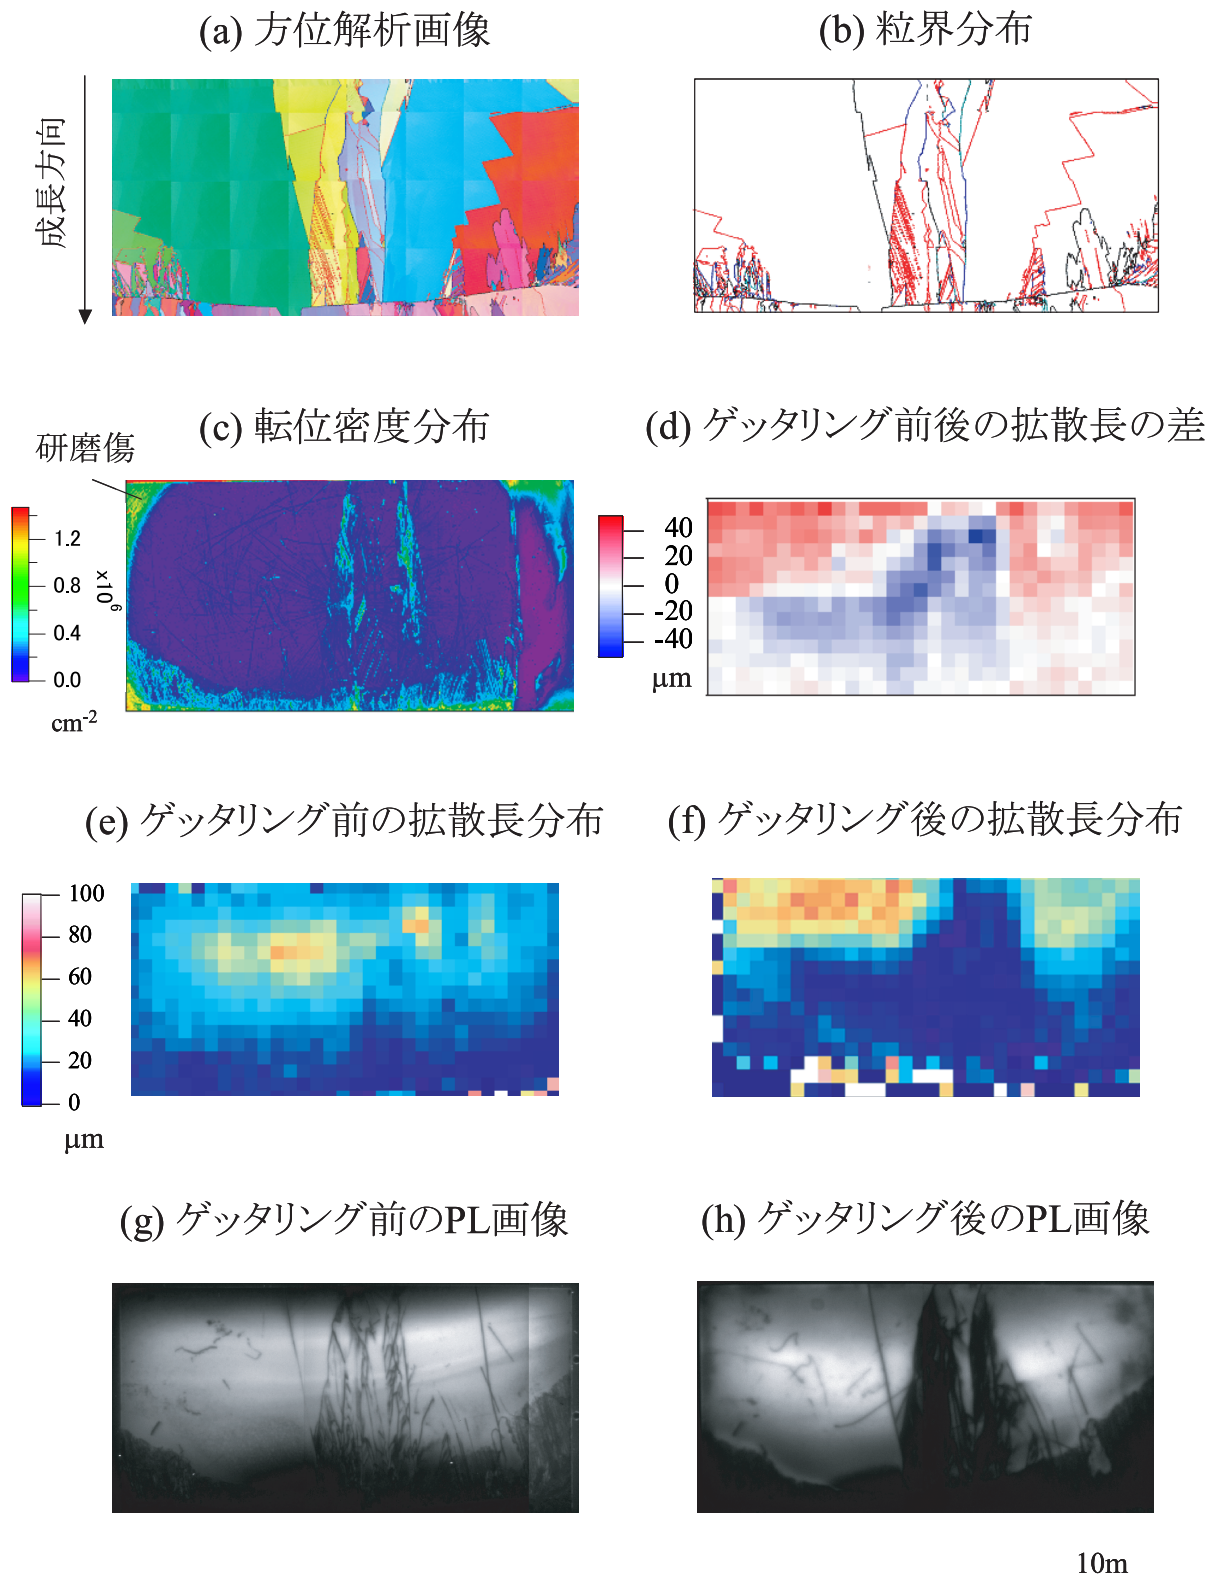 (a) 方位解析画像
(b) 粒界分布
成長方向
(c) 転位密度分布
(d) ゲッタリング前後の拡散長の差
研磨傷
1.2
0.8
0.4
0.0
x10⁶
cm⁻²
40
20
0
-20
-40
μm
(e) ゲッタリング前の拡散長分布
(f) ゲッタリング後の拡散長分布
100
80
60
40
20
0
μm
(g) ゲッタリング前のPL画像
(h) ゲッタリング後のPL画像
10m